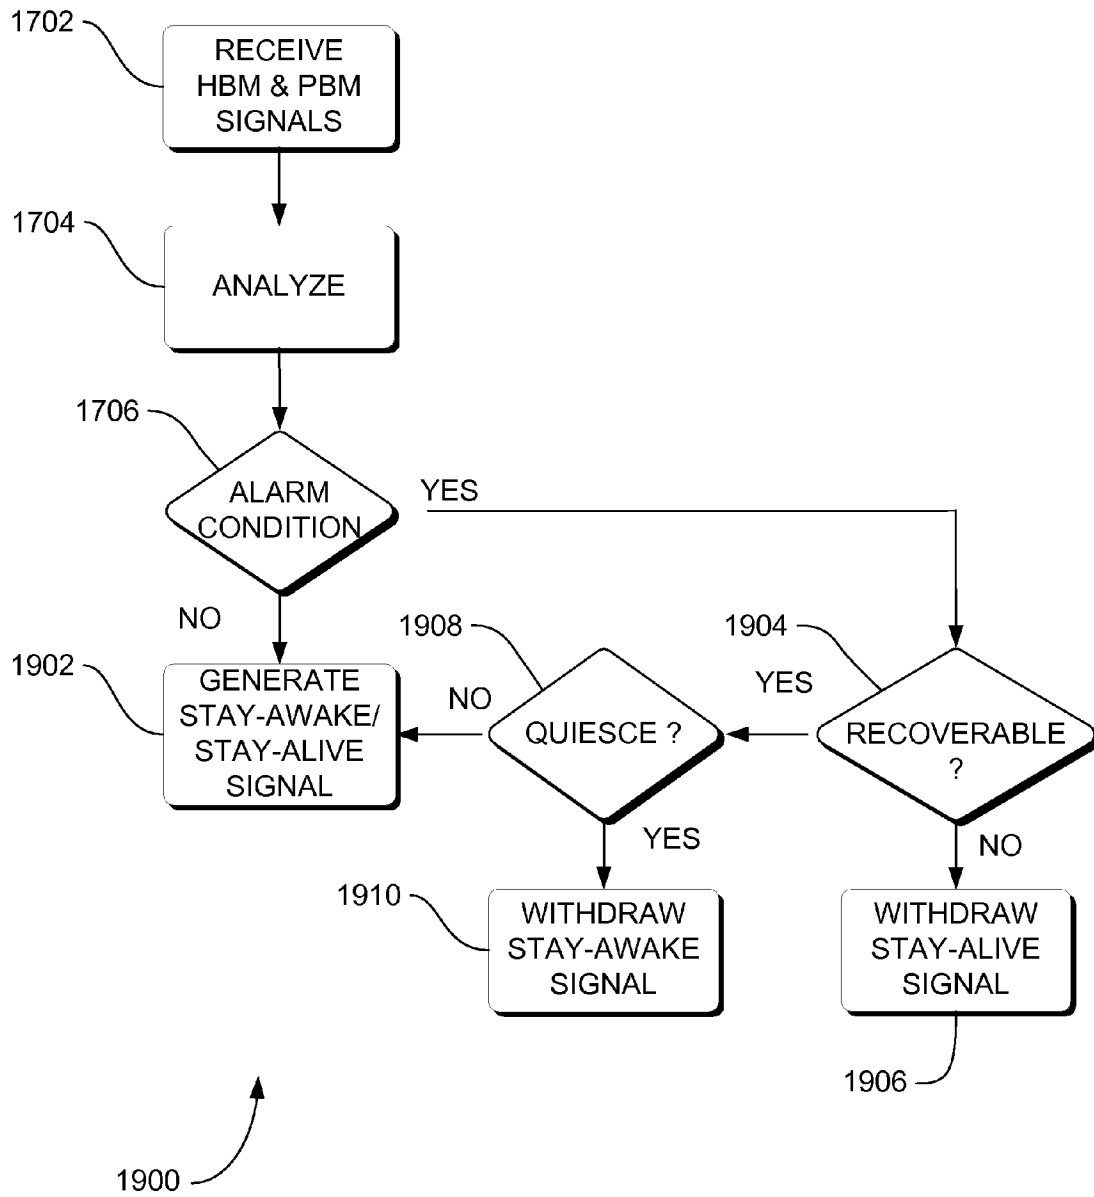 1702
RECEIVE
HBM & PBM
SIGNALS
1704
ANALYZE
1706
ALARM
CONDITION
YES
NO
1902
GENERATE
STAY-AWAKE/
STAY-ALIVE
SIGNAL
1908
NO
QUIESCE ?
YES
1904
YES
RECOVERABLE
?
NO
1910
WITHDRAW
STAY-AWAKE
SIGNAL
WITHDRAW
STAY-ALIVE
SIGNAL
1906
1900